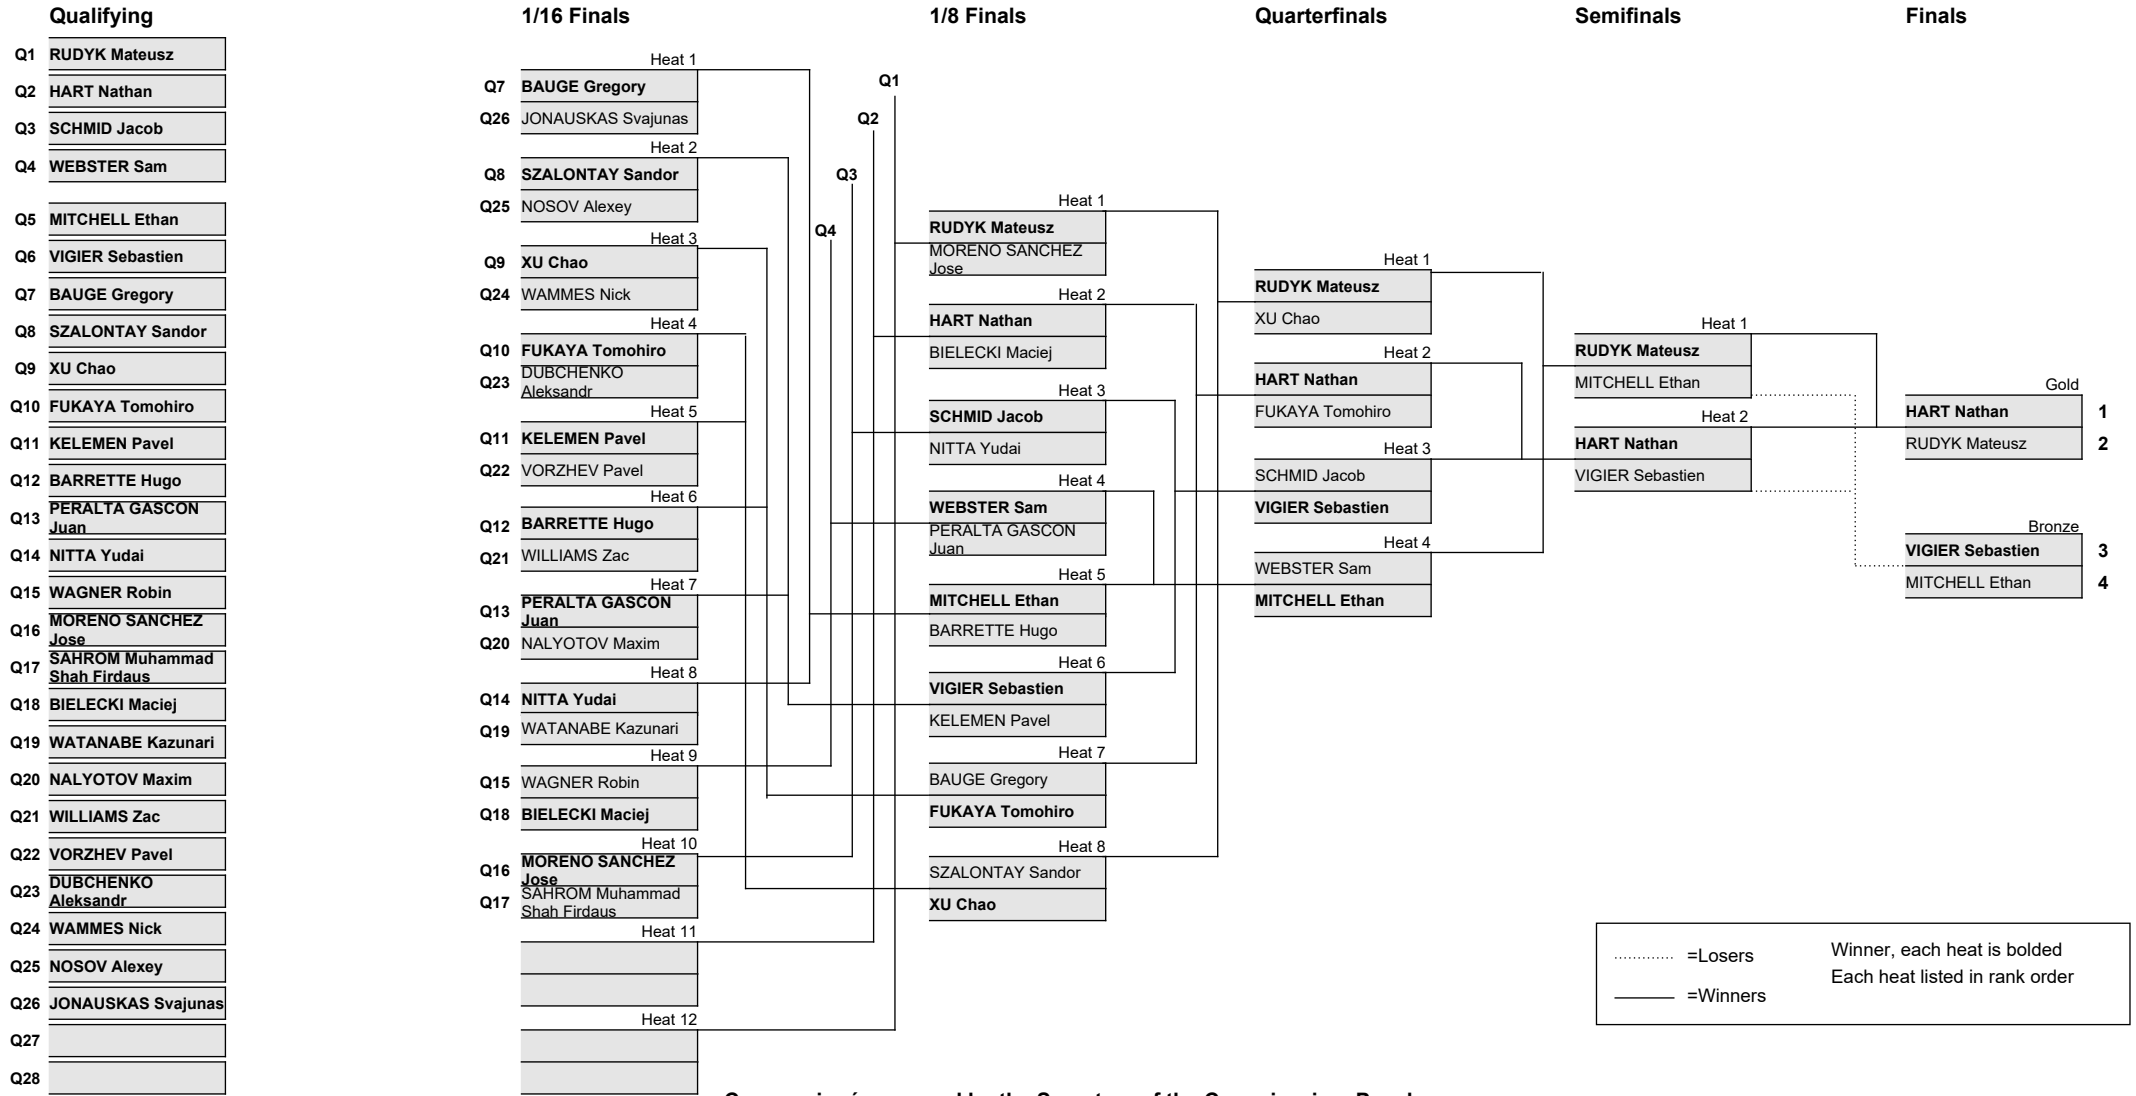 Qualifying
1/16 Finals
1/8 Finals
Quarterfinals
Semifinals
Finals
Q1 RUDYK Mateusz
Q2 HART Nathan
Q3 SCHMID Jacob
Q4 WEBSTER Sam
Q5 MITCHELL Ethan
Q6 VIGIER Sebastien
Q7 BAUGE Gregory
Q8 SZALONTAY Sandor
Q9 XU Chao
Q10 FUKAYA Tomohiro
Q11 KELEMEN Pavel
Q12 BARRETTE Hugo
Q13 PERALTA GASCON
Juan
Q14 NITTA Yudai
Q15 WAGNER Robin
Q16 MORENO SANCHEZ
Jose
Q17 SAHROM Muhammad
Shah Firdaus
Q18 BIELECKI Maciej
Q19 WATANABE Kazunari
Q20 NALYOTOV Maxim
Q21 WILLIAMS Zac
Q22 VORZHEV Pavel
Q23 DUBCHENKO
Aleksandr
Q24 WAMMES Nick
Q25 NOSOV Alexey
Q26 JONAUSKAS Svajunas
Q27
Q28
Heat 1
Q7 BAUGE Gregory
Q26 JONAUSKAS Svajunas
Heat 2
Q8 SZALONTAY Sandor
Q25 NOSOV Alexey
Heat 3
Q9 XU Chao
Q24 WAMMES Nick
Heat 4
Q10 FUKAYA Tomohiro
Q23 DUBCHENKO
Aleksandr
Heat 5
Q11 KELEMEN Pavel
Q22 VORZHEV Pavel
Heat 6
Q12 BARRETTE Hugo
Q21 WILLIAMS Zac
Heat 7
Q13 PERALTA GASCON
Juan
Q20 NALYOTOV Maxim
Heat 8
Q14 NITTA Yudai
Q19 WATANABE Kazunari
Heat 9
Q15 WAGNER Robin
Q18 BIELECKI Maciej
Heat 10
Q16 MORENO SANCHEZ
Jose
Q17 SAHROM Muhammad
Shah Firdaus
Heat 11
Heat 12
Q1
Q2
Q3
Q4
Heat 1
RUDYK Mateusz
MORENO SANCHEZ
Jose
Heat 2
HART Nathan
BIELECKI Maciej
Heat 3
SCHMID Jacob
NITTA Yudai
Heat 4
WEBSTER Sam
PERALTA GASCON
Juan
Heat 5
MITCHELL Ethan
BARRETTE Hugo
Heat 6
VIGIER Sebastien
KELEMEN Pavel
Heat 7
BAUGE Gregory
FUKAYA Tomohiro
Heat 8
SZALONTAY Sandor
XU Chao
Heat 1
RUDYK Mateusz
XU Chao
Heat 2
HART Nathan
FUKAYA Tomohiro
Heat 3
SCHMID Jacob
VIGIER Sebastien
Heat 4
WEBSTER Sam
MITCHELL Ethan
Heat 1
RUDYK Mateusz
MITCHELL Ethan
Heat 2
HART Nathan
VIGIER Sebastien
Gold
HART Nathan 1
RUDYK Mateusz 2
Bronze
VIGIER Sebastien 3
MITCHELL Ethan 4
=Losers
=Winners
Winner, each heat is bolded
Each heat listed in rank order